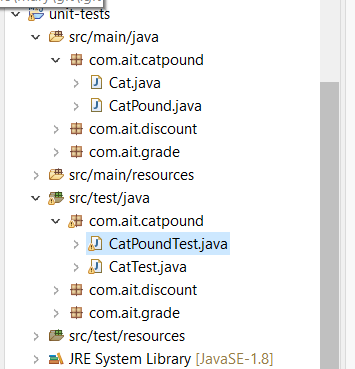 unit-tests
src/main/java
com.ait.catpound
Cat.java
CatPound.java
com.ait.discount
com.ait.grade
src/main/resources
src/test/java
com.ait.catpound
CatPoundTest.java
CatTest.java
com.ait.discount
com.ait.grade
src/test/resources
JRE System Library [JavaSE-1.8]